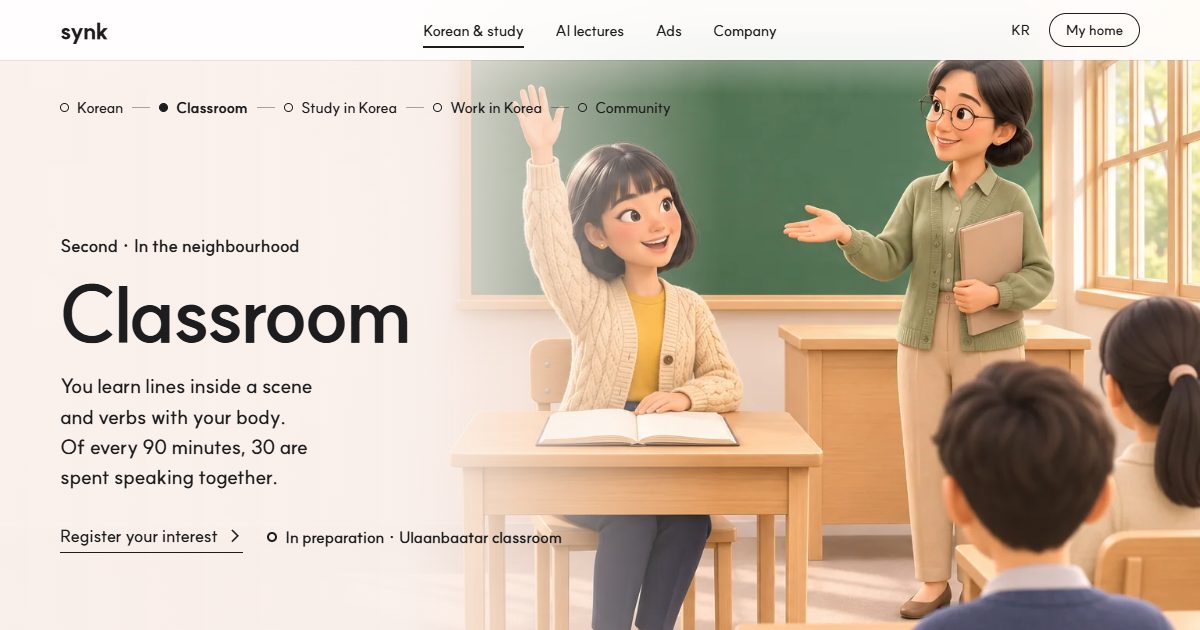 synk
Korean & study
AI lectures
Ads
Company
KR
My home
Korean
Classroom
Study in Korea
Work in Korea
Community
Second · In the neighbourhood
Classroom
You learn lines inside a scene
and verbs with your body.
Of every 90 minutes, 30 are
spent speaking together.
Register your interest
In preparation · Ulaanbaatar classroom